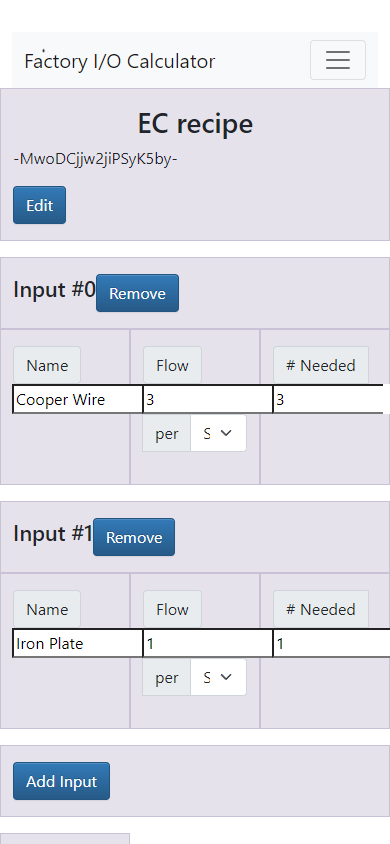 Factory I/O Calculator
EC recipe
-MwoDCjjw2jiPSyK5by-
Edit
Input #0 Remove
Name Flow # Needed
Cooper Wire 3 3
per S
Input #1 Remove
Name Flow # Needed
Iron Plate 1 1
per S
Add Input